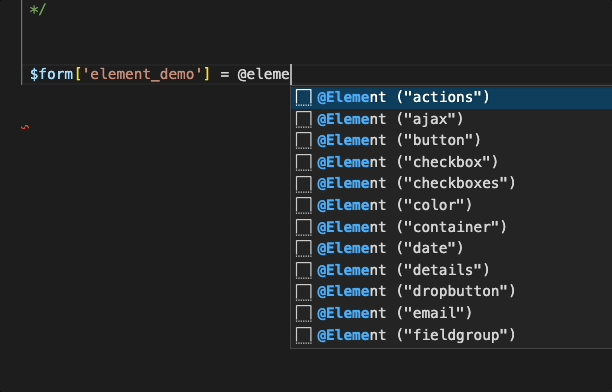 */
$form['element_demo'] = @eleme
@Element ("actions")
@Element ("ajax")
@Element ("button")
@Element ("checkbox")
@Element ("checkboxes")
@Element ("color")
@Element ("container")
@Element ("date")
@Element ("details")
@Element ("dropbutton")
@Element ("email")
@Element ("fieldgroup")